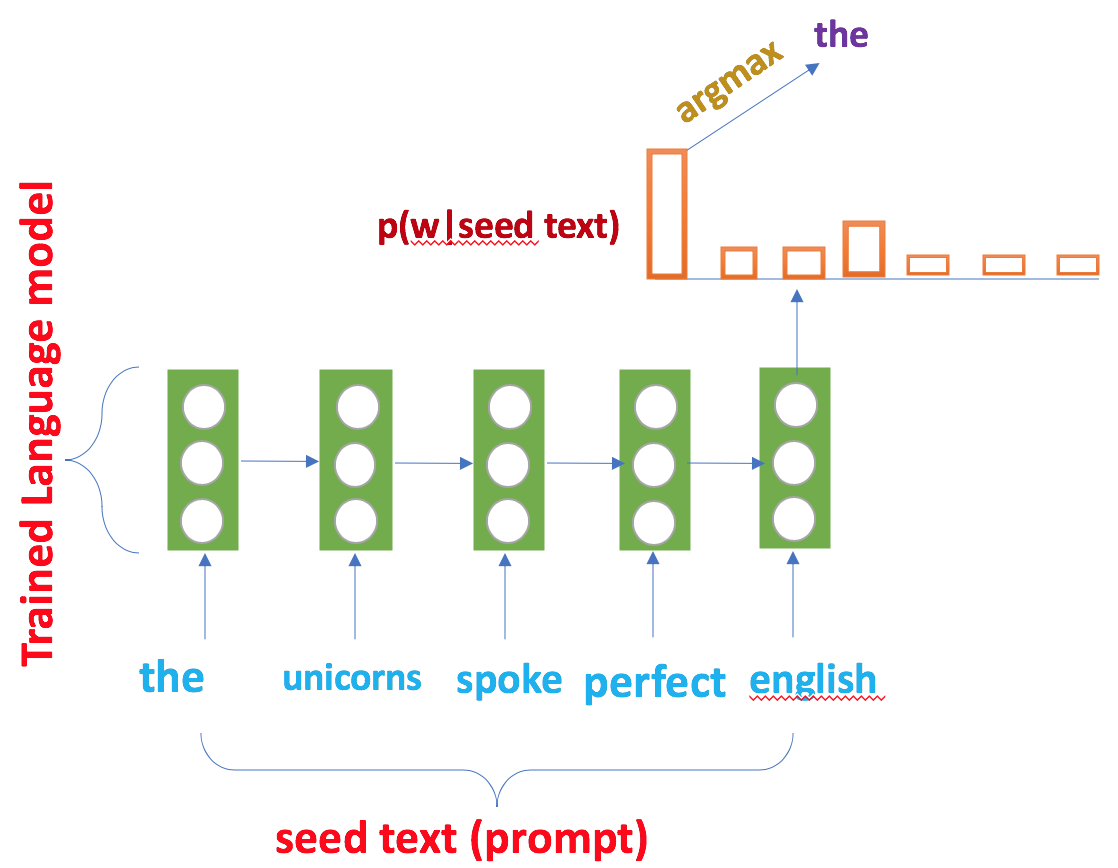 the
argmax
p(w|seed text)
Trained Language model
the unicorns spoke perfect english
seed text (prompt)